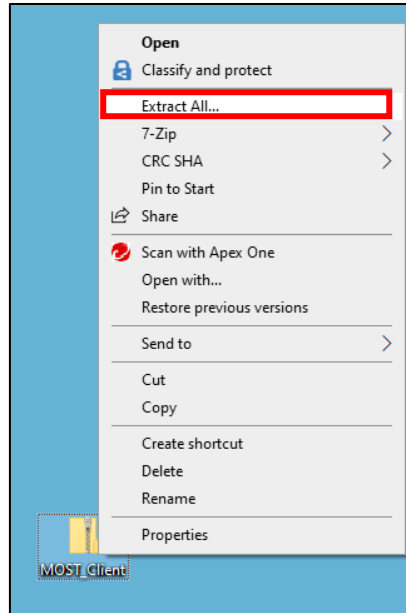 Open
Classify and protect
Extract All...
7-Zip
CRC SHA
Pin to Start
Share
Scan with Apex One
Open with...
Restore previous versions
Send to
Cut
Copy
Create shortcut
Delete
Rename
Properties
MOST_Client